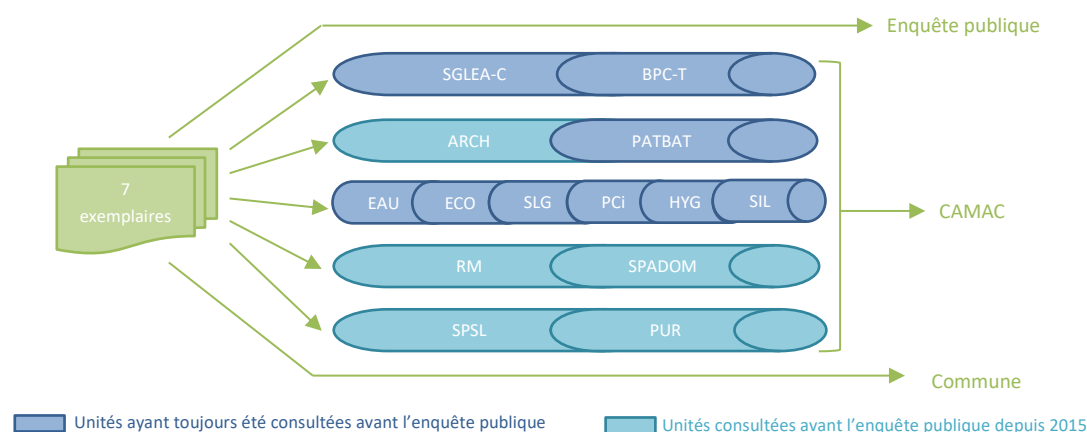 Enquête publique
SGLEA-C BPC-T
ARCH PATBAT
7
exemplaires
EAU ECO SLG PCi HYG SIL
CAMAC
RM SPADOM
SPSL PUR
Commune
Unités ayant toujours été consultées avant l’enquête publique
Unités consultées avant l’enquête publique depuis 2015